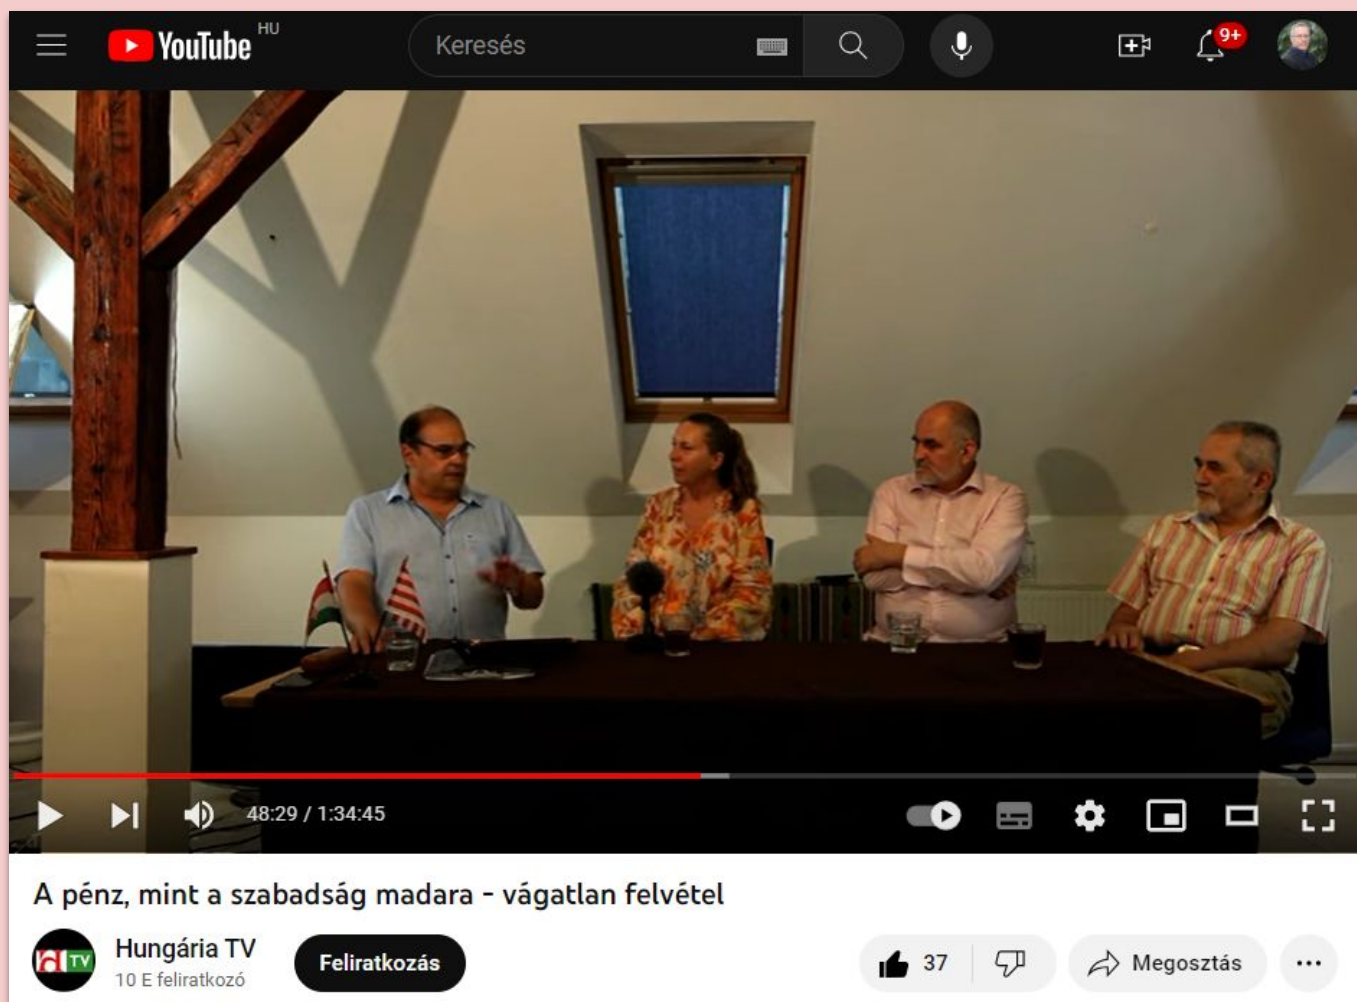 YouTube HU
Keresés
9+
48:29 / 1:34:45
A pénz, mint a szabadság madara - vágatlan felvétel
Hungária TV
10 E feliratkozó
Feliratkozás
37
Megosztás
H TV